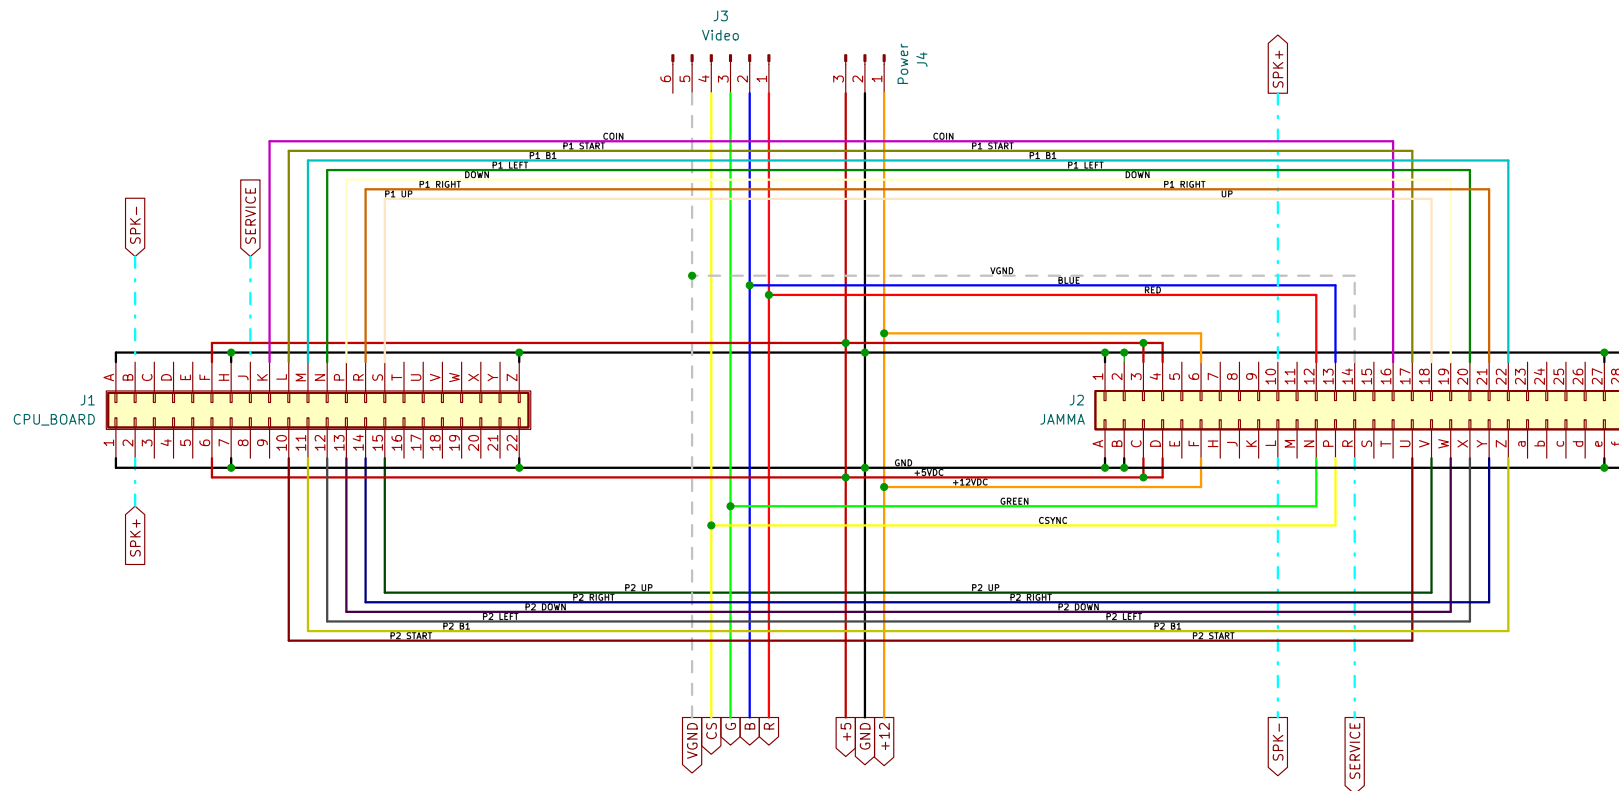 J3
Video
6 5 4 3 2 1
3 2 1
Power
J4
SPK+
COIN COIN
P1 START P1 START
P1 B1 P1 B1
P1 LEFT P1 LEFT
DOWN DOWN
P1 RIGHT P1 RIGHT
P1 UP UP
SPK-
SERVICE
VGND
BLUE
RED
A B C D E F H J K L M N P R S T U V W X Y Z
1 2 3 4 5 6 7 8 9 10 11 12 13 14 15 16 17 18 19 20 21 22 23 24 25 26 27 28
J1
CPU_BOARD
J2
JAMMA
1 2 3 4 5 6 7 8 9 10 11 12 13 14 15 16 17 18 19 20 21 22
A B C D E F H J K L M N P R S T U V W X Y Z a b c d e f
GND
+5VDC
+12VDC
GREEN
CSYNC
SPK+
P2 UP P2 UP
P2 RIGHT P2 RIGHT
P2 DOWN P2 DOWN
P2 LEFT P2 LEFT
P2 B1 P2 B1
P2 START P2 START
VGND
CS
G
B
R
+5
GND
+12
SPK-
SERVICE